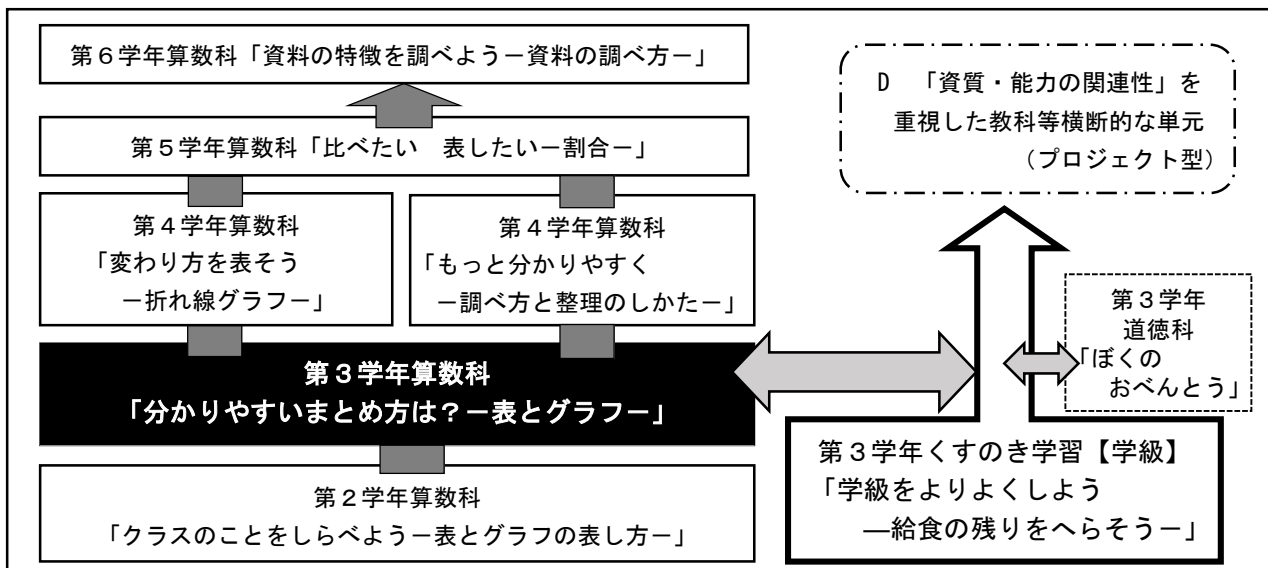 第６学年算数科「資料の特徴を調べよう－資料の調べ方－」
第５学年算数科「比べたい　表したい－割合－」
第４学年算数科
「変わり方を表そう
－折れ線グラフ－」
第４学年算数科
「もっと分かりやすく
－調べ方と整理のしかた－」
第３学年算数科
「分かりやすいまとめ方は？－表とグラフ－」
第２学年算数科
「クラスのことをしらべよう－表とグラフの表し方－」
D　「資質・能力の関連性」を
重視した教科等横断的な単元
（プロジェクト型）
第３学年
道徳科
「ぼくの
おべんとう」
第３学年くすのき学習【学級】
「学級をよりよくしよう
―給食の残りをへらそう－」